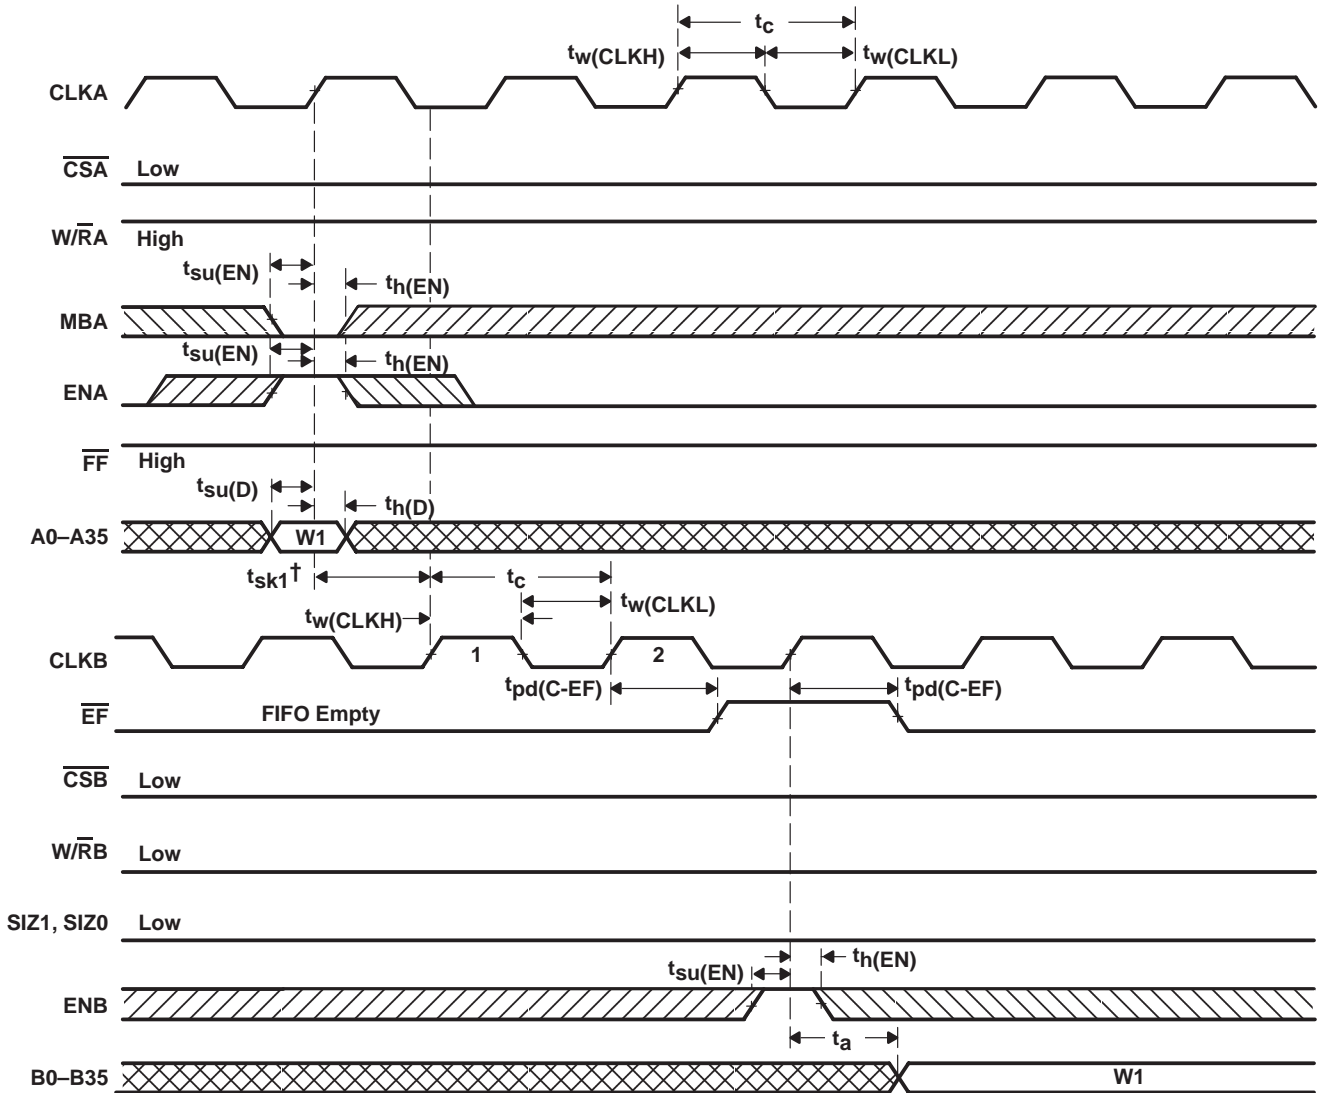 tc
tw(CLKH) tw(CLKL)
CLKA
CSA Low
W/RA High
tsu(EN) th(EN)
MBA
tsu(EN) th(EN)
ENA
FF High
tsu(D) th(D)
A0–A35 W1
tsk1† tc
tw(CLKH) tw(CLKL)
CLKB 1 2
tpd(C-EF) tpd(C-EF)
EF FIFO Empty
CSB Low
W/RB Low
SIZ1, SIZ0 Low
tsu(EN) th(EN)
ENB
ta
B0–B35 W1